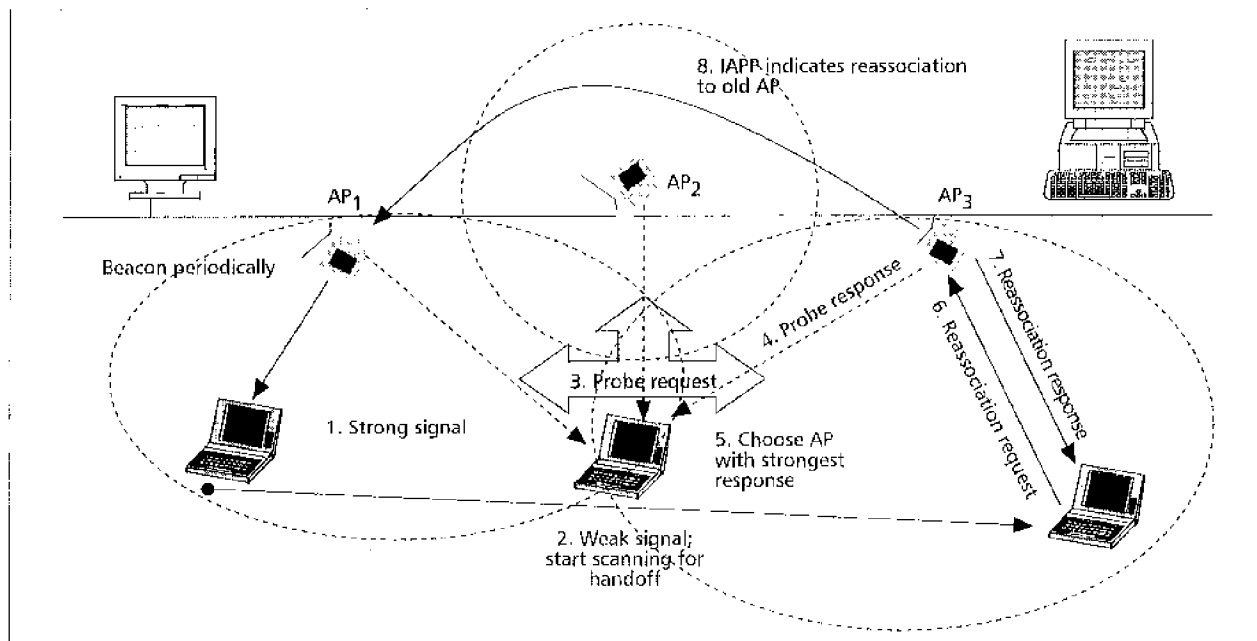 8. IAPP indicates reassociation
to old AP
AP1
AP2
AP3
Beacon periodically
4. Probe response
7. Reassociation response
6. Reassociation request
3. Probe request
1. Strong signal
5. Choose AP
with strongest
response
2. Weak signal;
start scanning for
handoff